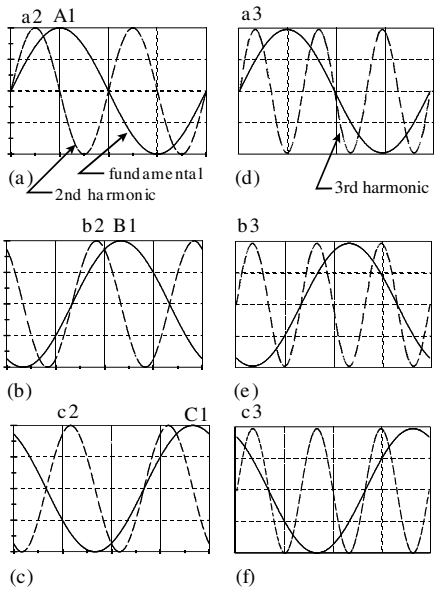 a2 A1
a3
(a)
fundamental
2nd harmonic
(d)
3rd harmonic
b2 B1
b3
(b)
(e)
c2 C1
c3
(c)
(f)